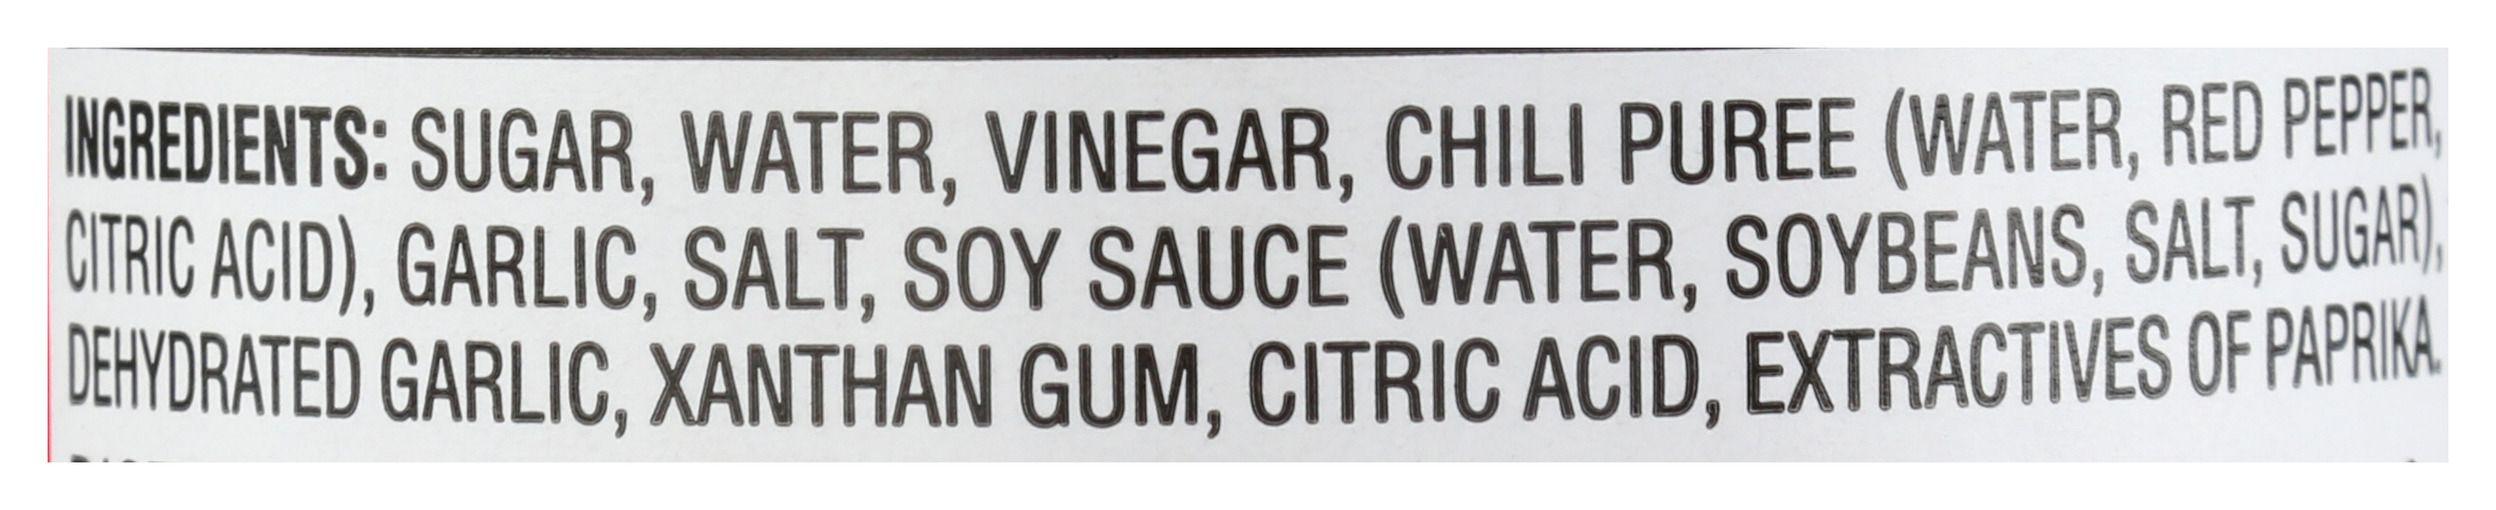 INGREDIENTS: SUGAR, WATER, VINEGAR, CHILI PUREE (WATER, RED PEPPER,
CITRIC ACID), GARLIC, SALT, SOY SAUCE (WATER, SOYBEANS, SALT, SUGAR),
DEHYDRATED GARLIC, XANTHAN GUM, CITRIC ACID, EXTRACTIVES OF PAPRIKA.